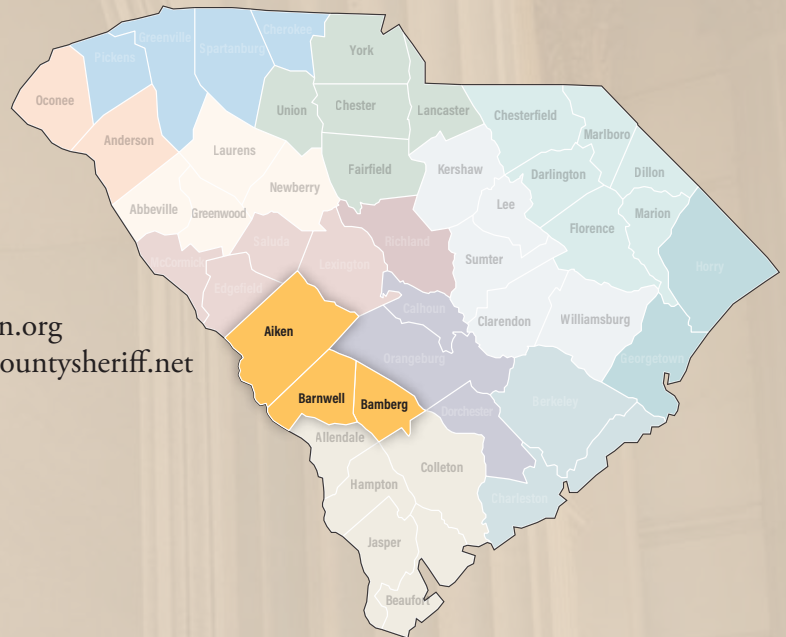 Cherokee
Greenville
Spartanburg
Pickens
York
Oconee
Union
Chester
Lancaster
Chesterfield
Anderson
Marlboro
Laurens
Fairfield
Kershaw
Darlington
Dillon
Newberry
Abbeville
Greenwood
Lee
Marion
Florence
Saluda
Richland
McCormick
Lexington
Sumter
Horry
Edgefield
Calhoun
n.org
Aiken
Clarendon
Williamsburg
ountysheriff.net
Orangeburg
Georgetown
Barnwell
Bamberg
Berkeley
Dorchester
Allendale
Colleton
Hampton
Charleston
Jasper
Beaufort